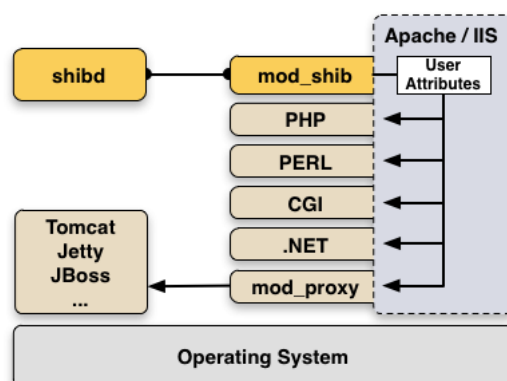 Apache / IIS
shibd
mod_shib
User
Attributes
PHP
PERL
CGI
.NET
mod_proxy
Tomcat
Jetty
JBoss
...
Operating System